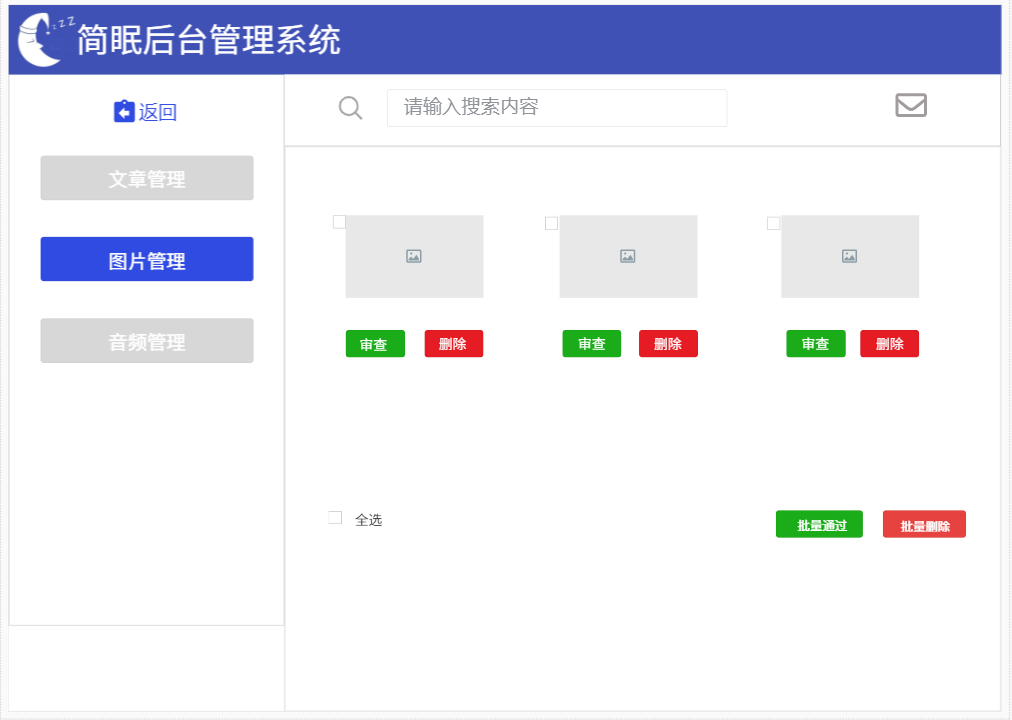 zzZ
简眠后台管理系统
返回
请输入搜索内容
文章管理
图片管理
音频管理
审查 删除 审查 删除 审查 删除
全选
批量通过 批量删除